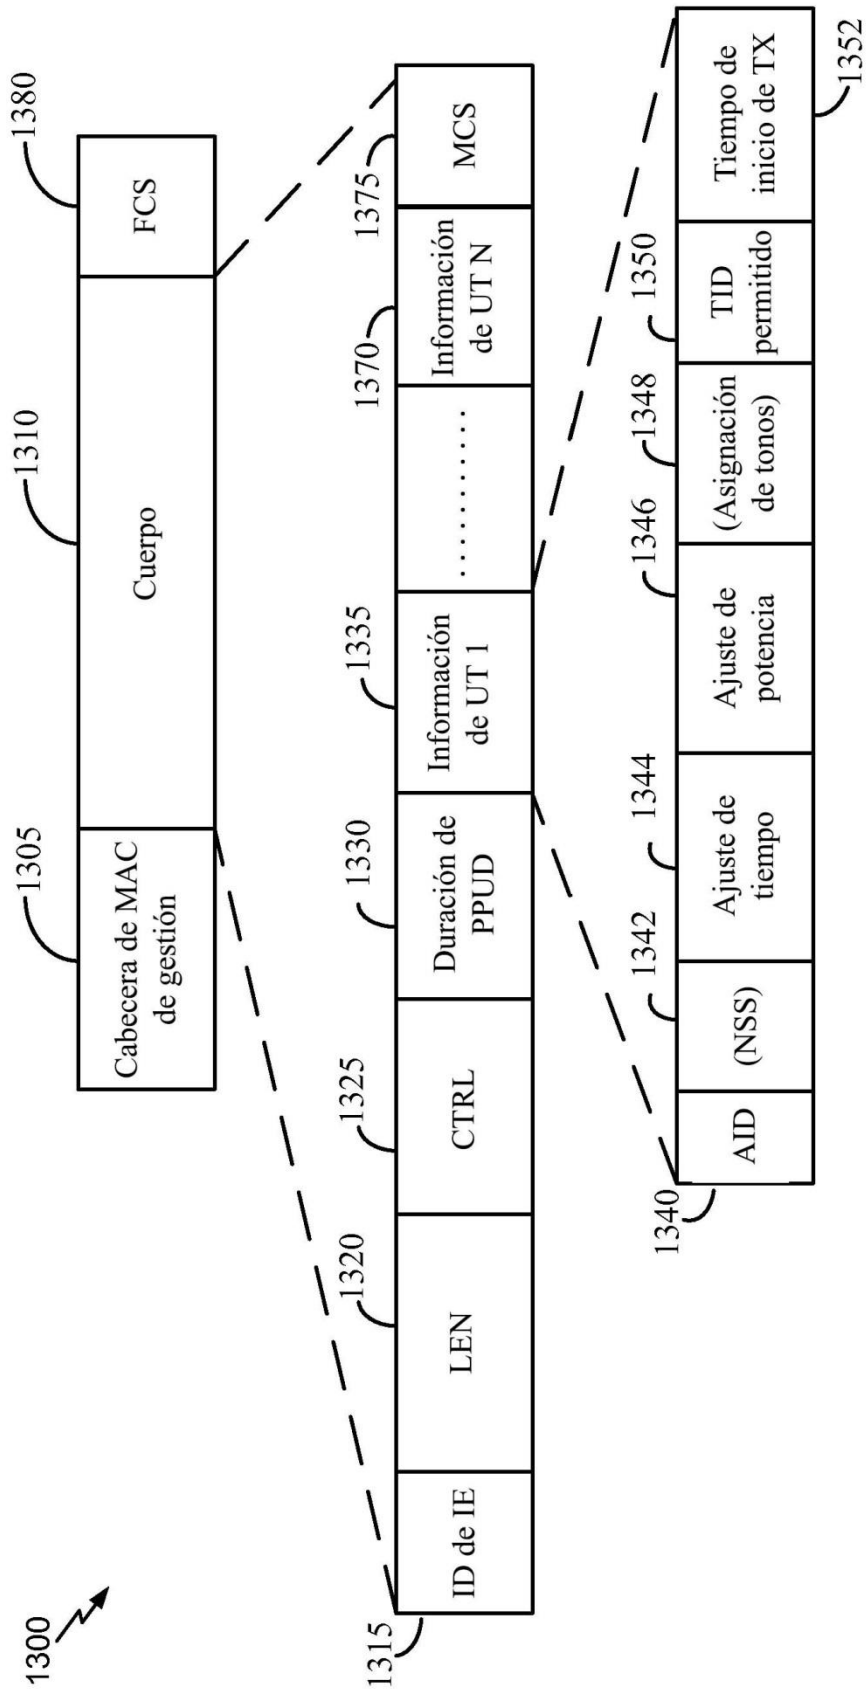 1300
1305
1310
1380
Cabecera de MAC
de gestión
Cuerpo
FCS
1315
1320
1325
1330
1335
1370
1375
ID de IE
LEN
CTRL
Duración de
PPUD
Información
de UT 1
............
Información
de UT N
MCS
1340
1342
1344
1346
1348
1350
1352
AID
(NSS)
Ajuste de
tiempo
Ajuste de
potencia
(Asignación
de tonos)
TID
permitido
Tiempo de
inicio de TX